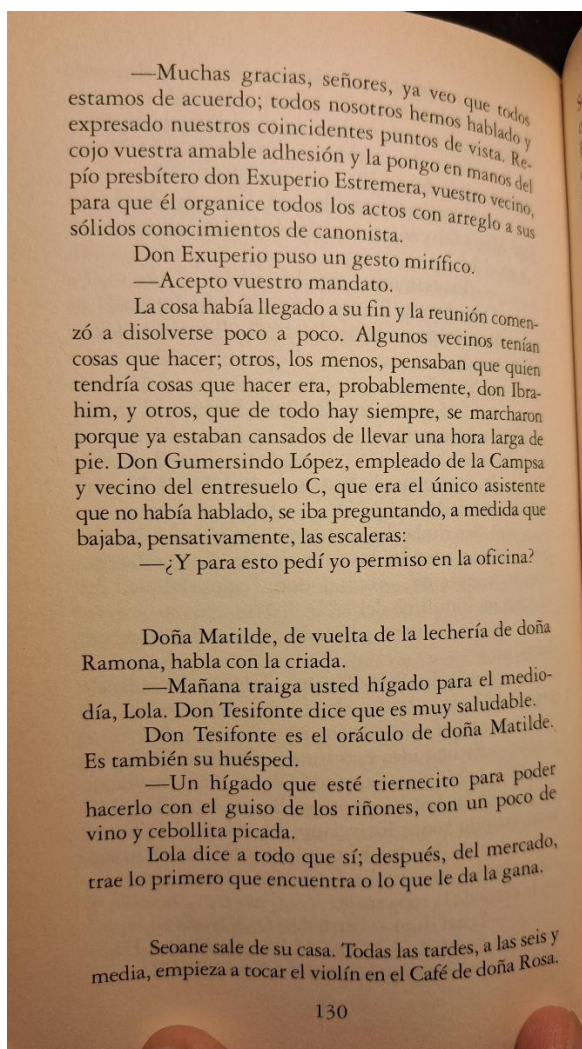 —Muchas gracias, señores, ya veo que todos
estamos de acuerdo; todos nosotros hemos hablado y
expresado nuestros coincidentes puntos de vista. Re-
cojo vuestra amable adhesión y la pongo en manos del
pío presbítero don Exuperio Estremera, vuestro vecino,
para que él organice todos los actos con arreglo a sus
sólidos conocimientos de canonista.
Don Exuperio puso un gesto mirífico.
—Acepto vuestro mandato.
La cosa había llegado a su fin y la reunión comen-
zó a disolverse poco a poco. Algunos vecinos tenían
cosas que hacer; otros, los menos, pensaban que quien
tendría cosas que hacer era, probablemente, don Ibra-
him, y otros, que de todo hay siempre, se marcharon
porque ya estaban cansados de llevar una hora larga de
pie. Don Gumersindo López, empleado de la Campsa
y vecino del entresuelo C, que era el único asistente
que no había hablado, se iba preguntando, a medida que
bajaba, pensativamente, las escaleras:
—¿Y para esto pedí yo permiso en la oficina?
Doña Matilde, de vuelta de la lechería de doña
Ramona, habla con la criada.
—Mañana traiga usted hígado para el medio-
día, Lola. Don Tesifonte dice que es muy saludable.
Don Tesifonte es el oráculo de doña Matilde.
Es también su huésped.
—Un hígado que esté tiernecito para poder
hacerlo con el guiso de los riñones, con un poco de
vino y cebollita picada.
Lola dice a todo que sí; después, del mercado,
trae lo primero que encuentra o lo que le da la gana.
Seoane sale de su casa. Todas las tardes, a las seis y
media, empieza a tocar el violín en el Café de doña Rosa.
130